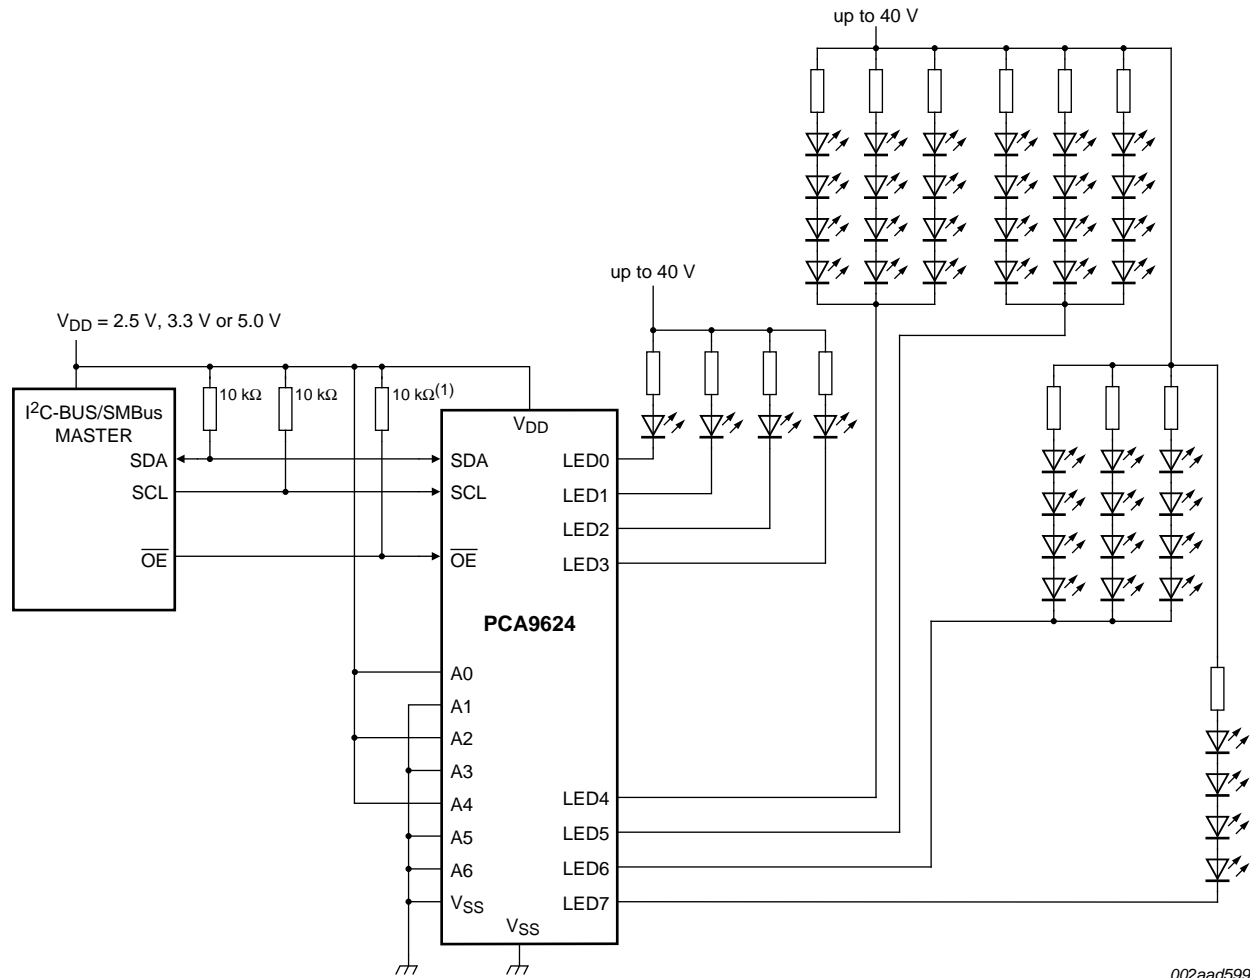 up to 40 V
up to 40 V
V_DD = 2.5 V, 3.3 V or 5.0 V
10 kΩ
10 kΩ
10 kΩ(1)
I²C-BUS/SMBus
MASTER
SDA
SCL
OE
V_DD
SDA
SCL
OE
PCA9624
A0
A1
A2
A3
A4
A5
A6
V_SS
V_SS
LED0
LED1
LED2
LED3
LED4
LED5
LED6
LED7
002aad599